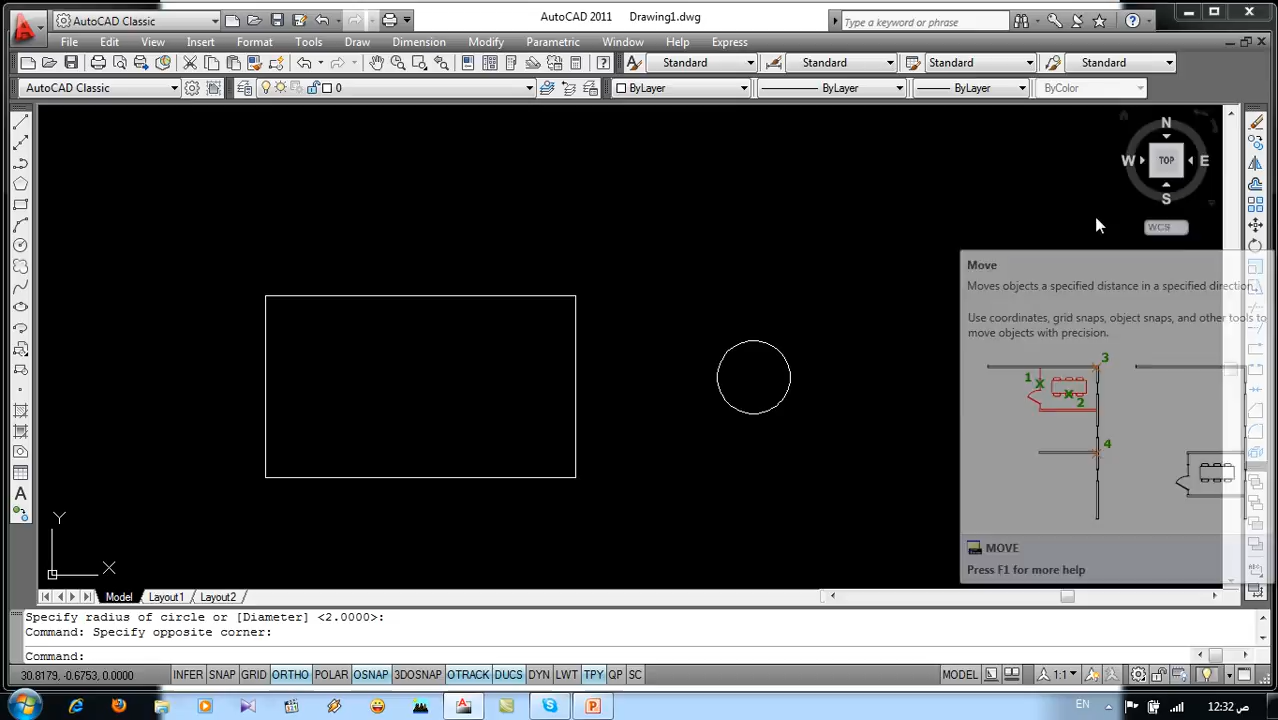 AutoCAD Classic
AutoCAD 2011 Drawing1.dwg
Type a keyword or phrase
File Edit View Insert Format Tools Draw Dimension Modify Parametric Window Help Express
Standard Standard Standard Standard
AutoCAD Classic 0 ByLayer ByLayer ByLayer ByColor
N
W TOP E
S
WCS
Move
Moves objects a specified distance in a specified direction.
Use coordinates, grid snaps, object snaps, and other tools to
move objects with precision.
3
1
2
4
MOVE
Press F1 for more help
Y
X
A
Model Layout1 Layout2
Specify radius of circle or [Diameter] <2.0000>:
Command: Specify opposite corner:
Command:
30.8179, -0.6753, 0.0000 INFER SNAP GRID ORTHO POLAR OSNAP 3DOSNAP OTRACK DUCS DYN LWT TPY QP SC MODEL 1:1
EN 12:32 ص